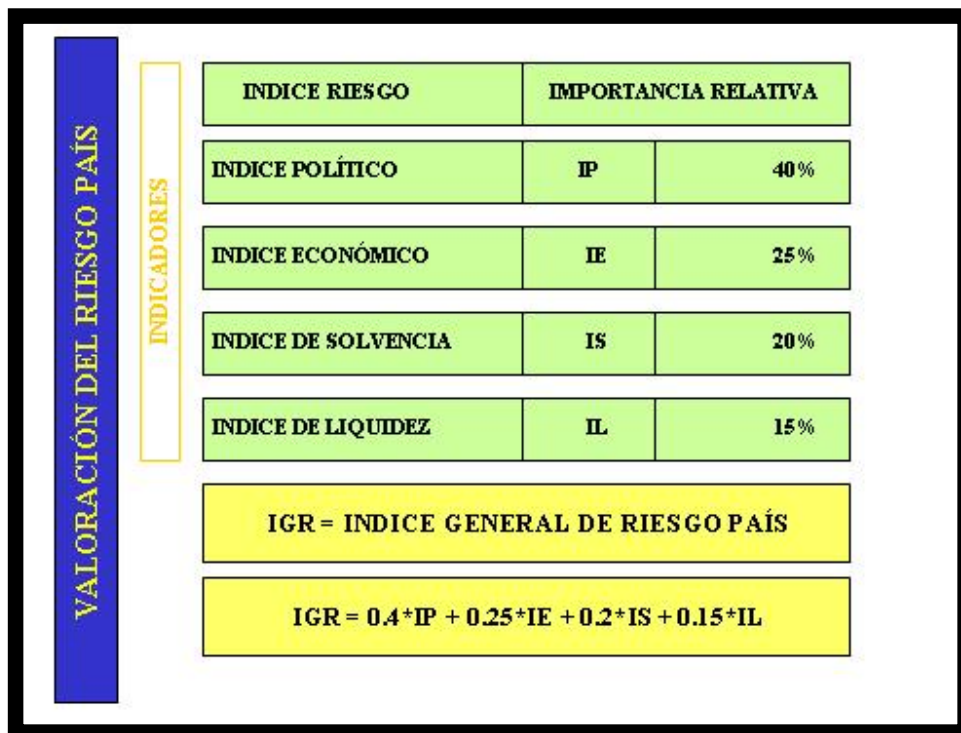 VALORACIÓN DEL RIESGO PAÍS
INDICADORES
INDICE RIESGO IMPORTANCIA RELATIVA
INDICE POLÍTICO IP 40%
INDICE ECONÓMICO IE 25%
INDICE DE SOLVENCIA IS 20%
INDICE DE LIQUIDEZ IL 15%
IGR = INDICE GENERAL DE RIESGO PAÍS
IGR = 0.4*IP + 0.25*IE + 0.2*IS + 0.15*IL